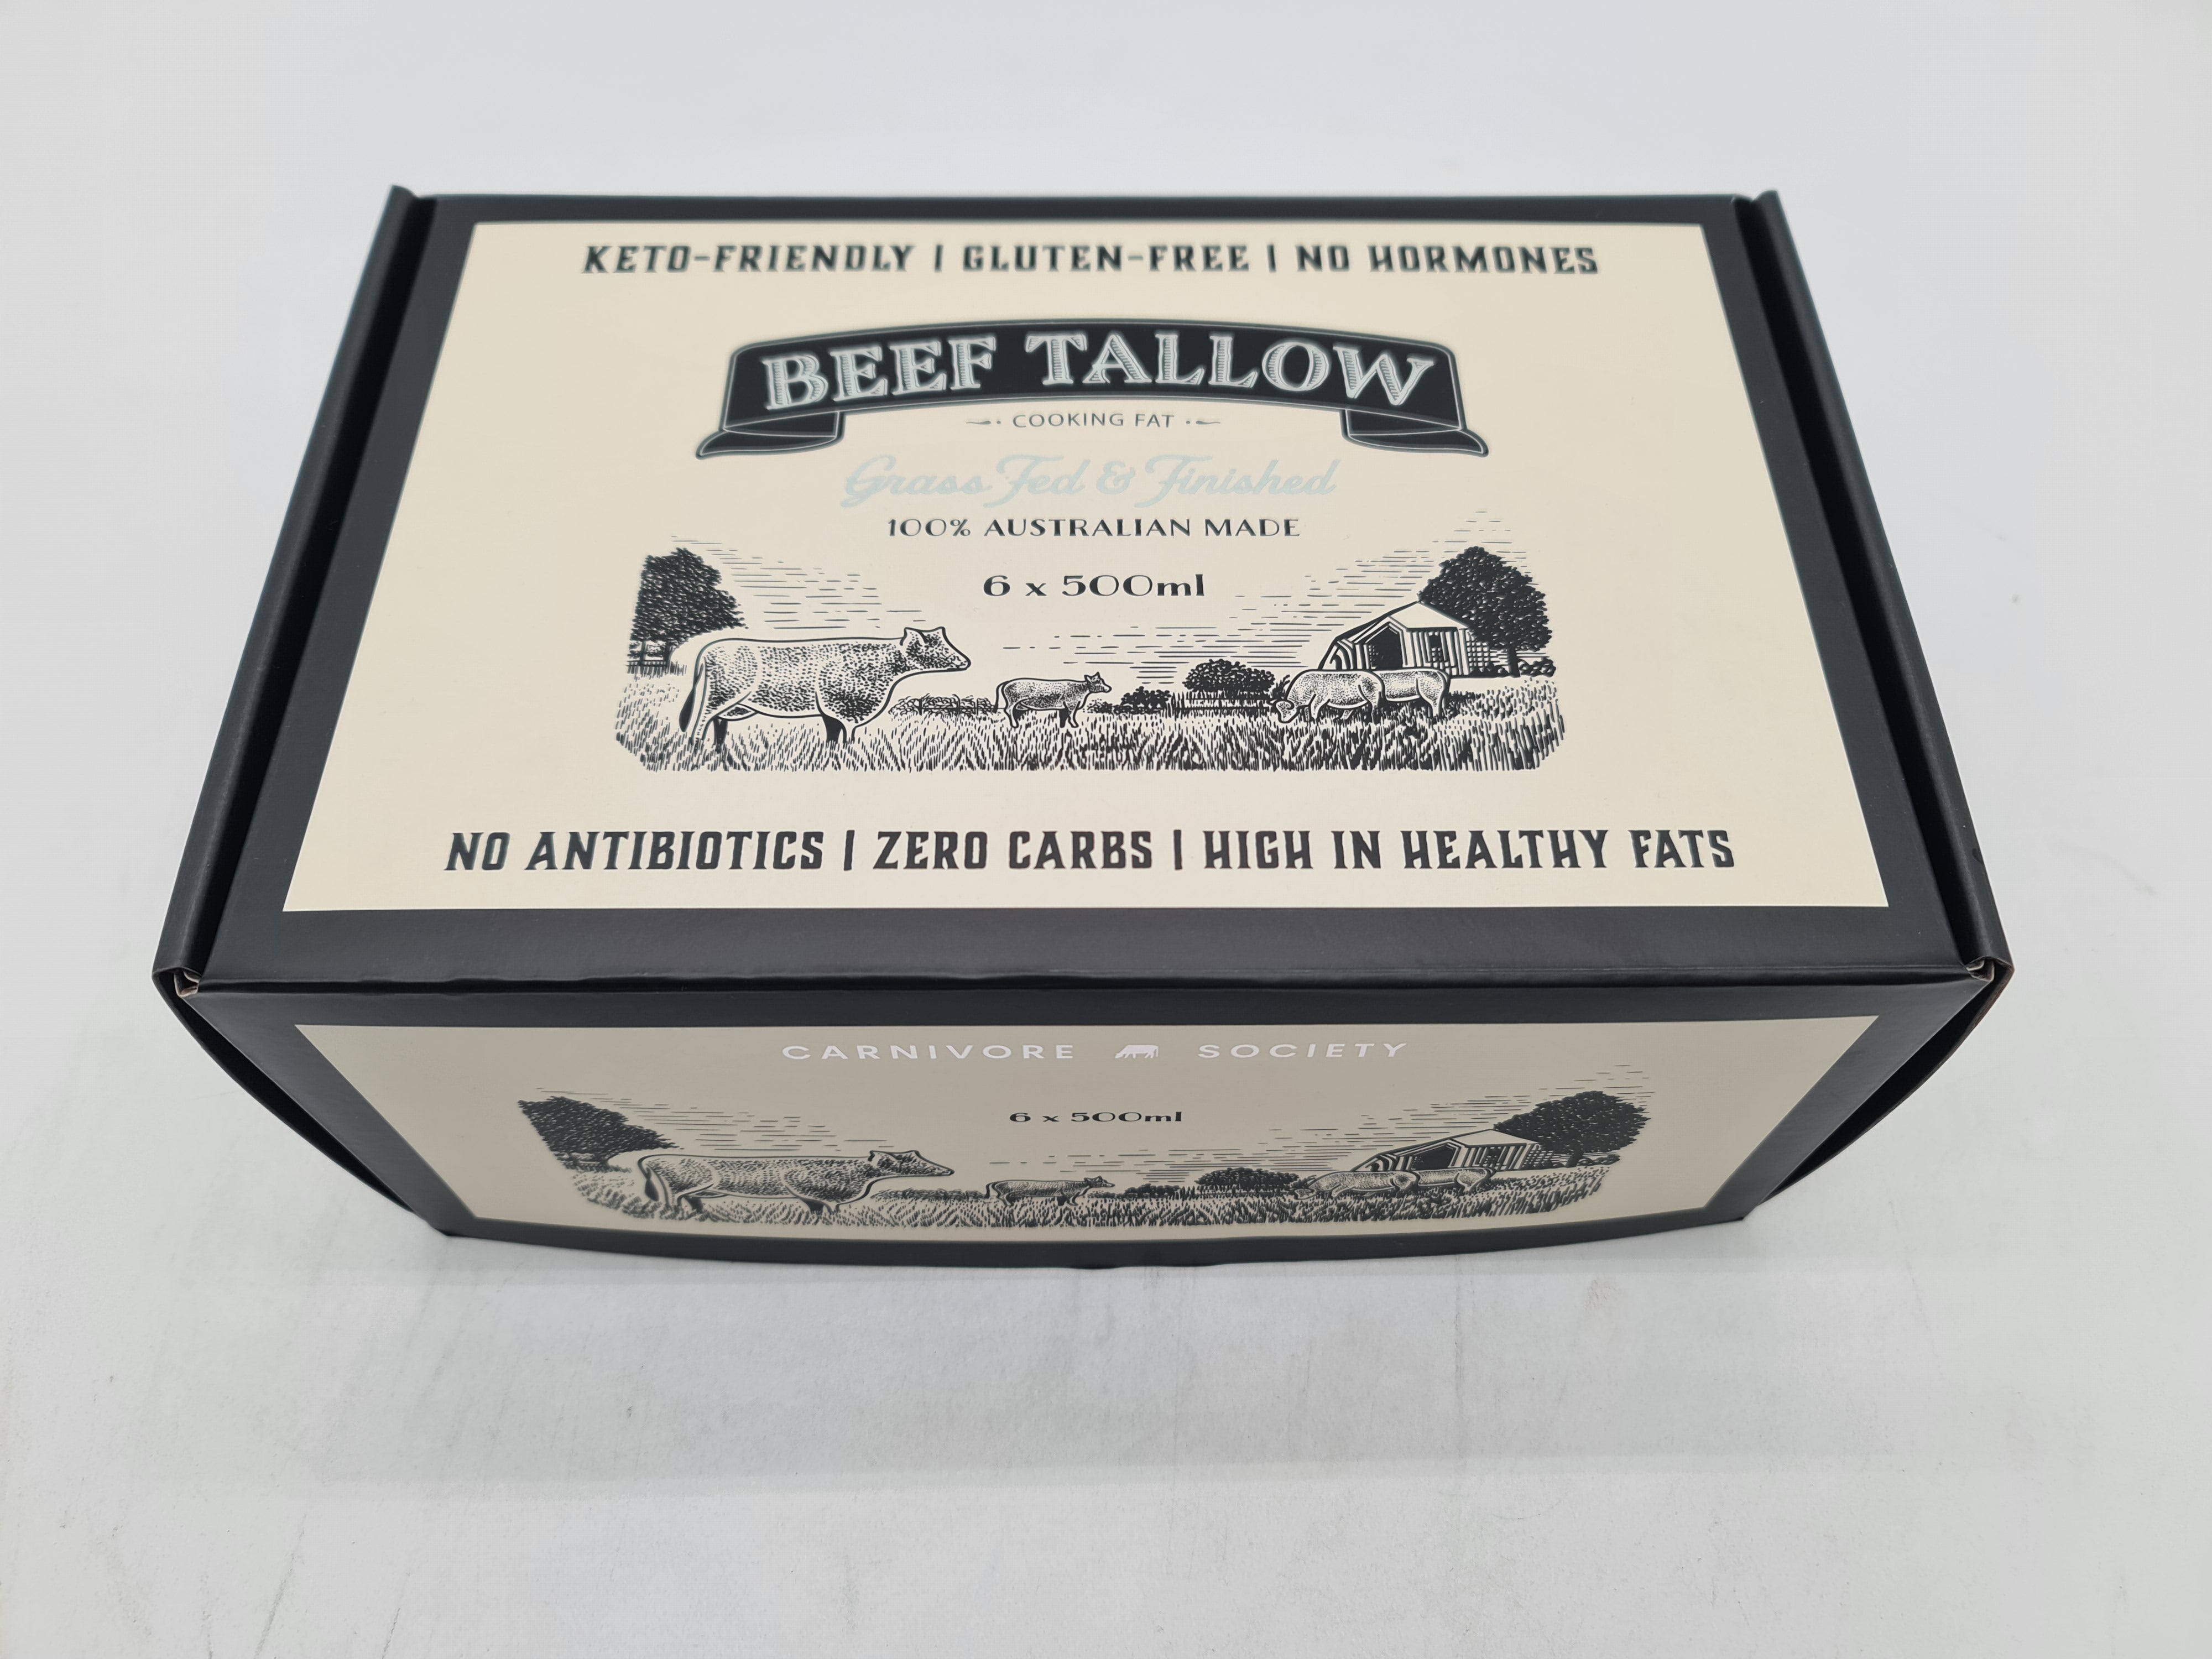 KETO-FRIENDLY | GLUTEN-FREE | NO HORMONES
BEEF TALLOW
COOKING FAT
Grass Fed & Finished
100% AUSTRALIAN MADE
6 x 500ml
NO ANTIBIOTICS | ZERO CARBS | HIGH IN HEALTHY FATS
CARNIVORE SOCIETY
6 x 500ml